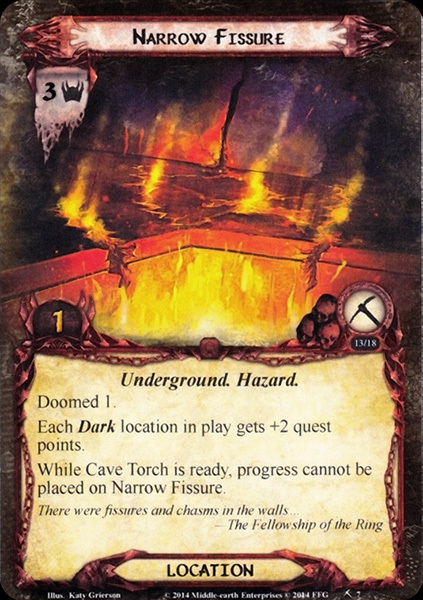 Narrow Fissure
3
1
13/18
Underground. Hazard.
Doomed 1.
Each Dark location in play gets +2 quest
points.
While Cave Torch is ready, progress cannot be
placed on Narrow Fissure.
There were fissures and chasms in the walls...
– The Fellowship of the Ring
LOCATION
Illus. Katy Grierson © 2014 Middle-earth Enterprises © 2014 FFG 7